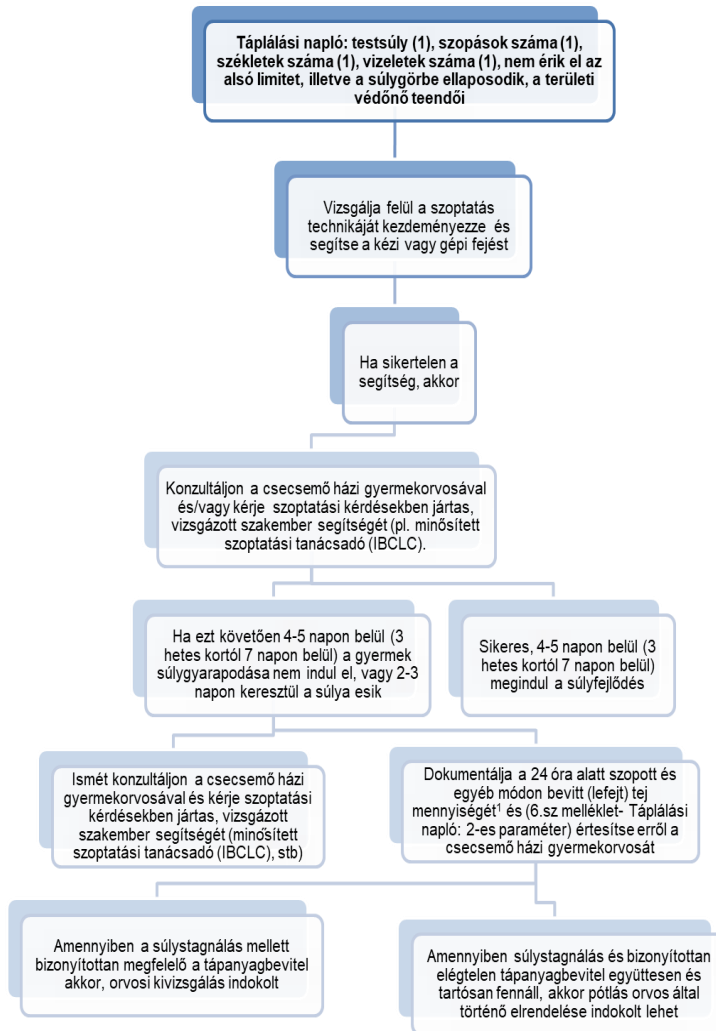 Táplálási napló: testsúly (1), szopások száma (1),
székletek száma (1), vizeletek száma (1), nem érik el az
alsó limitet, illetve a súlygörbe ellaposodik, a területi
védőnő teendői
Vizsgálja felül a szoptatás
technikáját kezdeményezze és
segítse a kézi vagy gépi fejést
Ha sikertelen a
segítség, akkor
Konzultáljon a csecsemő házi gyermekorvosával
és/vagy kérje szoptatási kérdésekben jártas,
vizsgázott szakember segítségét (pl. minősített
szoptatási tanácsadó (IBCLC).
Ha ezt követően 4-5 napon belül (3
hetes kortól 7 napon belül) a gyermek
súlygyarapodása nem indul el, vagy 2-3
napon keresztül a súlya esik
Sikeres, 4-5 napon belül (3
hetes kortól 7 napon belül)
megindul a súlyfejlődés
Ismét konzultáljon a csecsemő házi
gyermekorvosával és kérje szoptatási
kérdésekben jártas, vizsgázott
szakember segítségét (minősített
szoptatási tanácsadó (IBCLC), stb)
Dokumentálja a 24 óra alatt szopott és
egyéb módon bevitt (lefejt) tej
mennyiségét¹ és (6.sz melléklet- Táplálási
napló: 2-es paraméter) értesítse erről a
csecsemő házi gyermekorvosát
Amennyiben a súlystagnálás mellett
bizonyítottan megfelelő a tápanyagbevitel
akkor, orvosi kivizsgálás indokolt
Amennyiben súlystagnálás és bizonyítottan
elégtelen tápanyagbevitel együttesen és
tartósan fennáll, akkor pótlás orvos által
történő elrendelése indokolt lehet